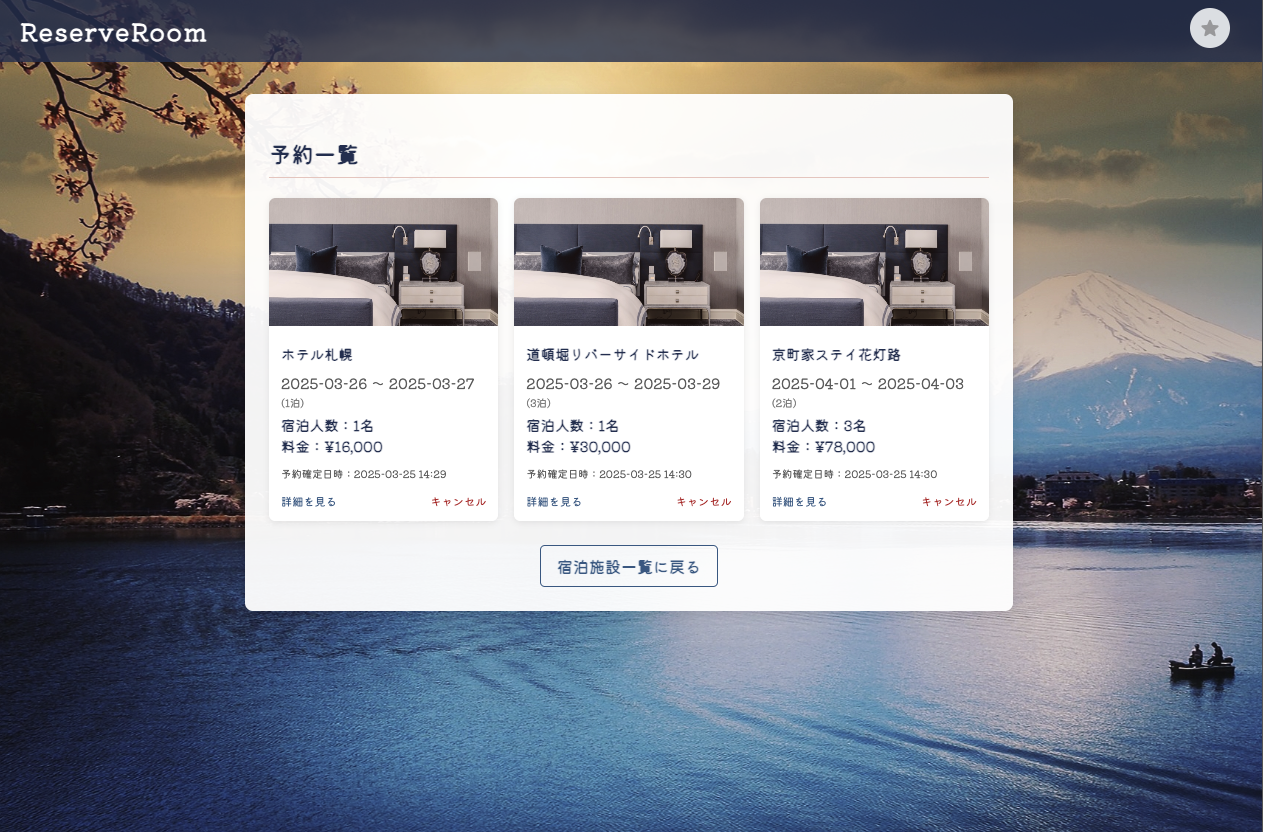 ReserveRoom
予約一覧
ホテル札幌
2025-03-26 〜 2025-03-27
(1泊)
宿泊人数：1名
料金：¥16,000
予約確定日時：2025-03-25 14:29
詳細を見る
キャンセル
道頓堀リバーサイドホテル
2025-03-26 〜 2025-03-29
(3泊)
宿泊人数：1名
料金：¥30,000
予約確定日時：2025-03-25 14:30
詳細を見る
キャンセル
京町家ステイ花灯路
2025-04-01 〜 2025-04-03
(2泊)
宿泊人数：3名
料金：¥78,000
予約確定日時：2025-03-25 14:30
詳細を見る
キャンセル
宿泊施設一覧に戻る